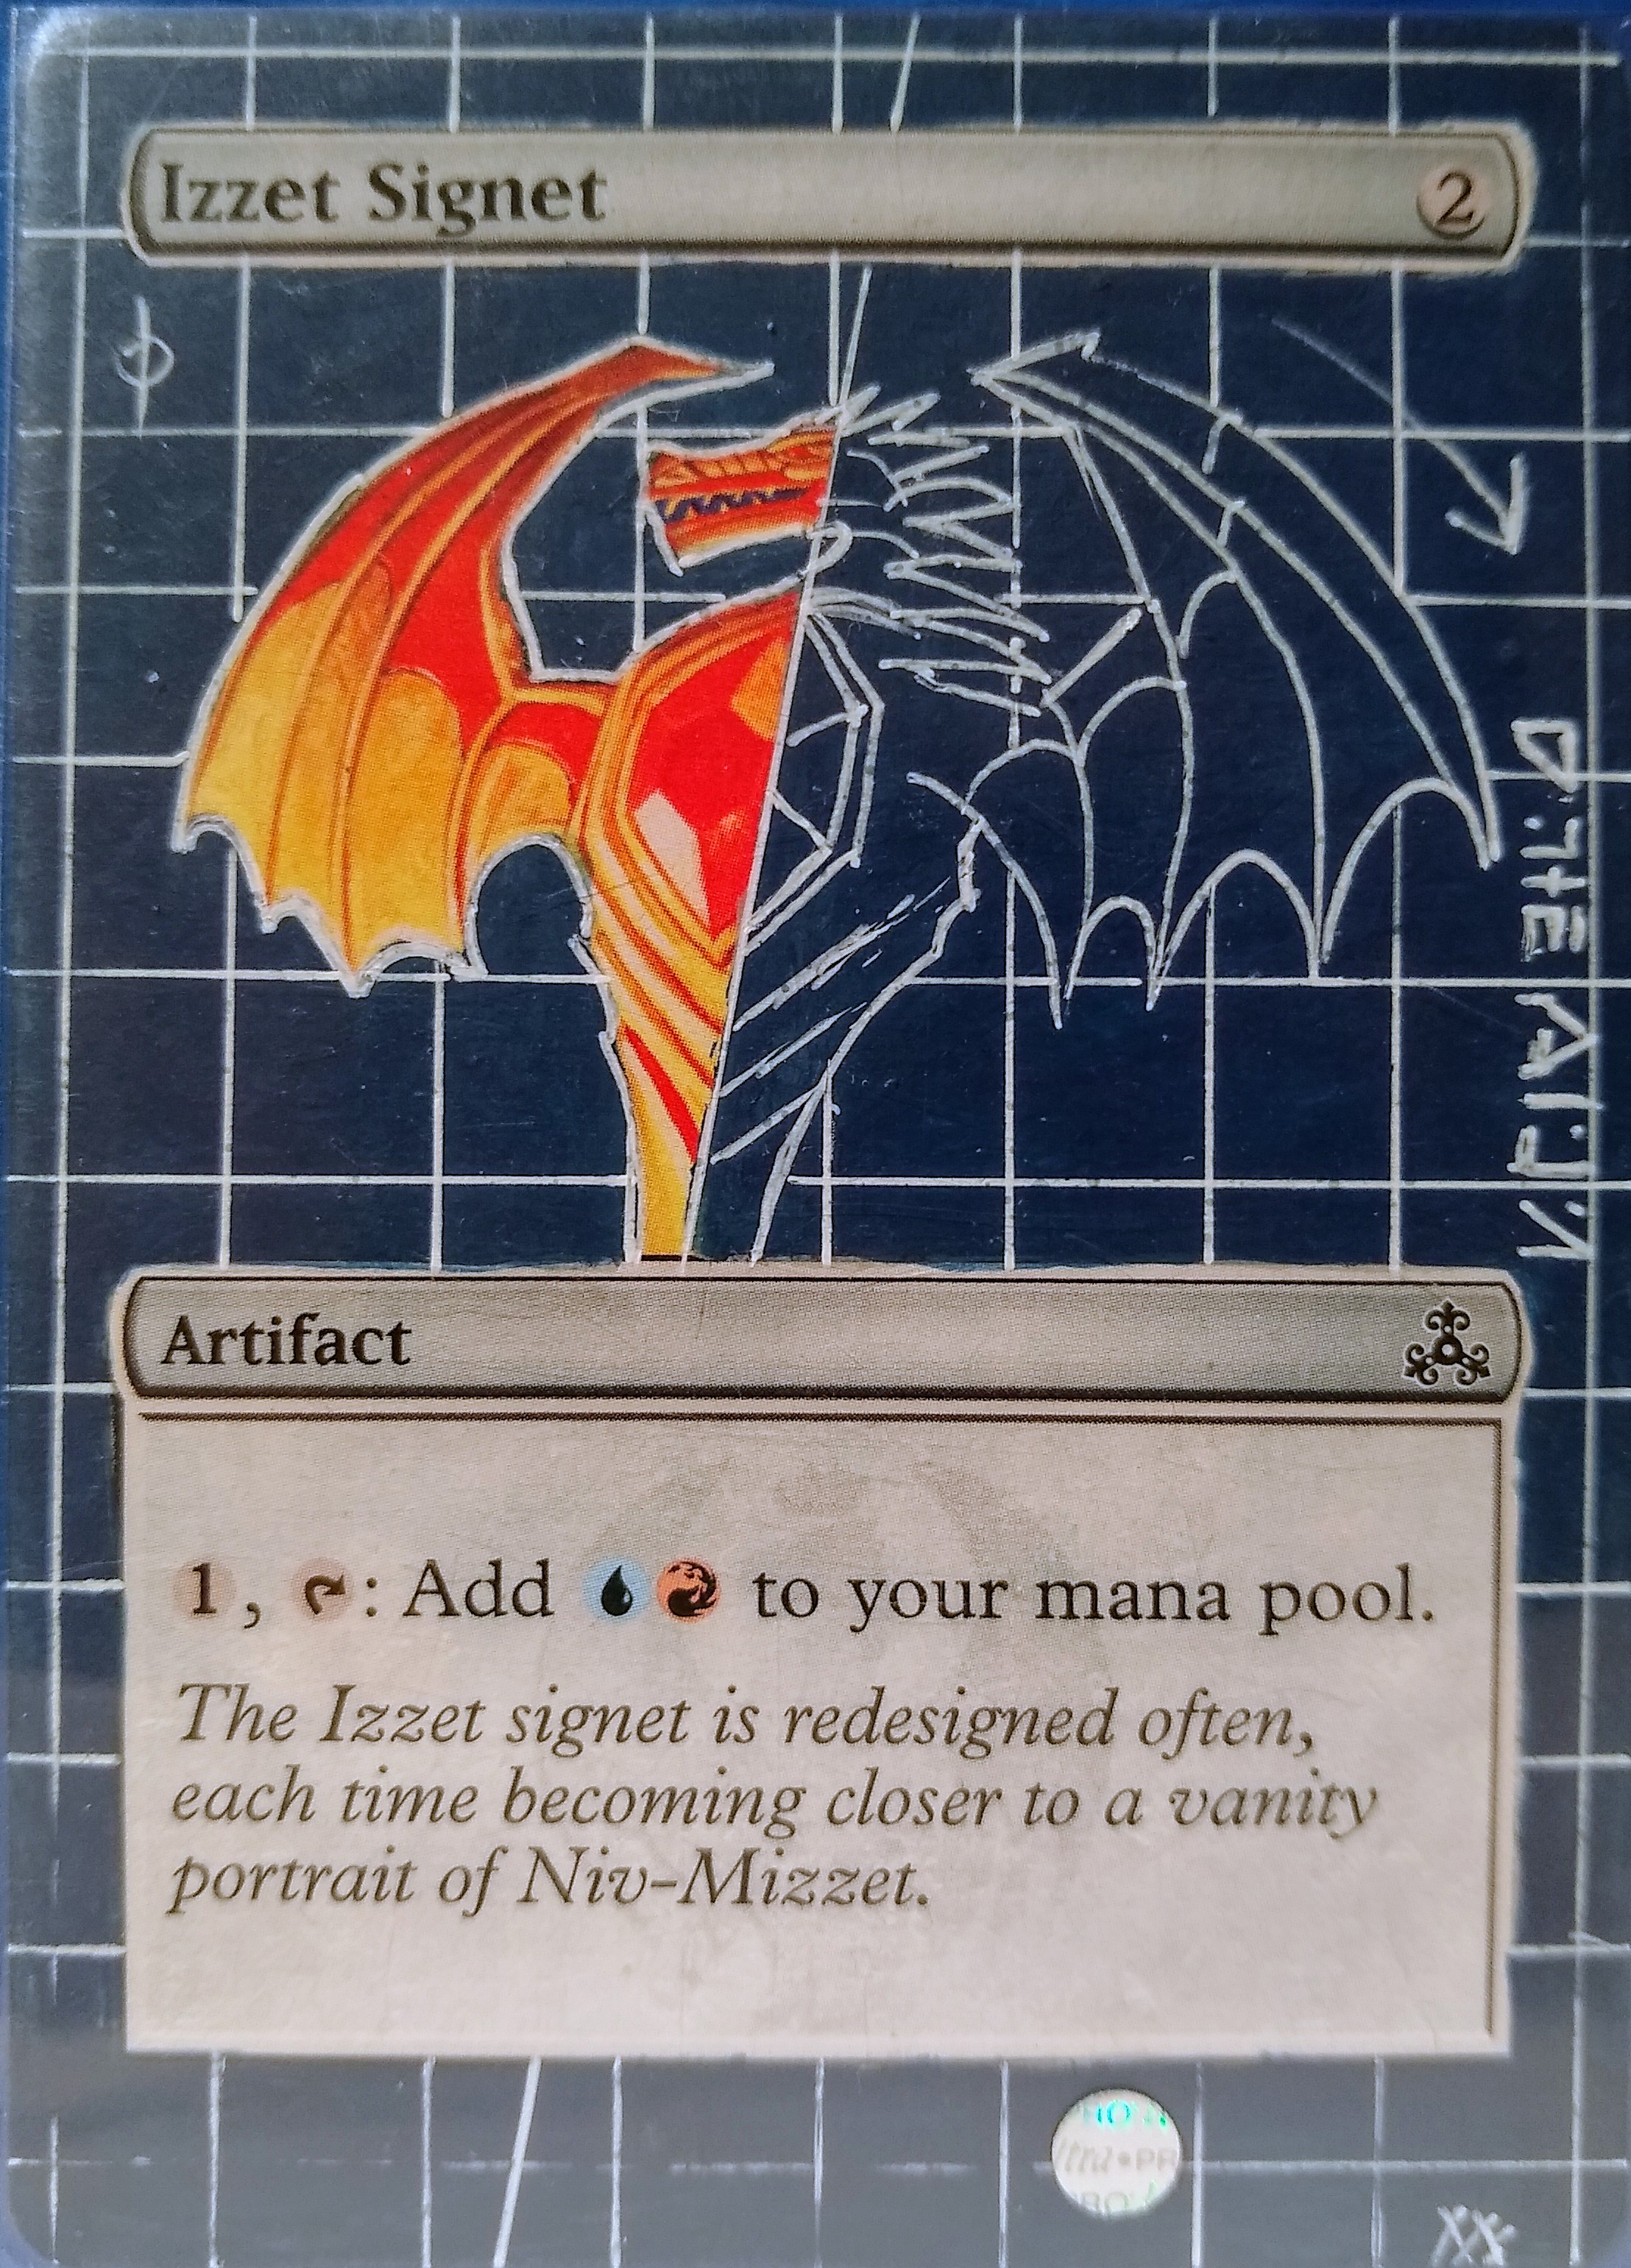 Izzet Signet 2
Artifact
1, : Add to your mana pool.
The Izzet signet is redesigned often,
each time becoming closer to a vanity
portrait of Niv-Mizzet.